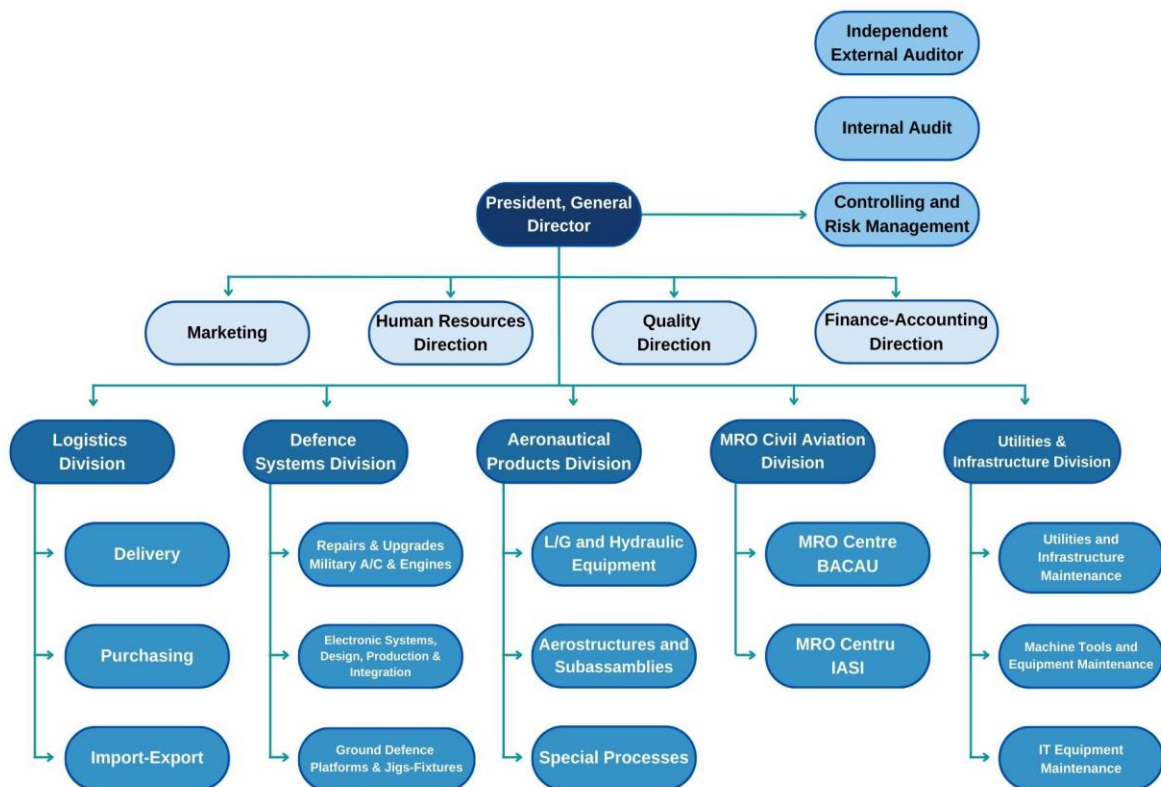 Independent
External Auditor
Internal Audit
President, General
Director
Controlling and
Risk Management
Marketing
Human Resources
Direction
Quality
Direction
Finance-Accounting
Direction
Logistics
Division
Defence
Systems Division
Aeronautical
Products Division
MRO Civil Aviation
Division
Utilities &
Infrastructure Division
Delivery
Repairs & Upgrades
Military A/C & Engines
L/G and Hydraulic
Equipment
MRO Centre
BACAU
Utilities and
Infrastructure
Maintenance
Purchasing
Electronic Systems,
Design, Production &
Integration
Aerostructures and
Subassamblies
MRO Centru
IASI
Machine Tools and
Equipment Maintenance
Import-Export
Ground Defence
Platforms & Jigs-Fixtures
Special Processes
IT Equipment
Maintenance